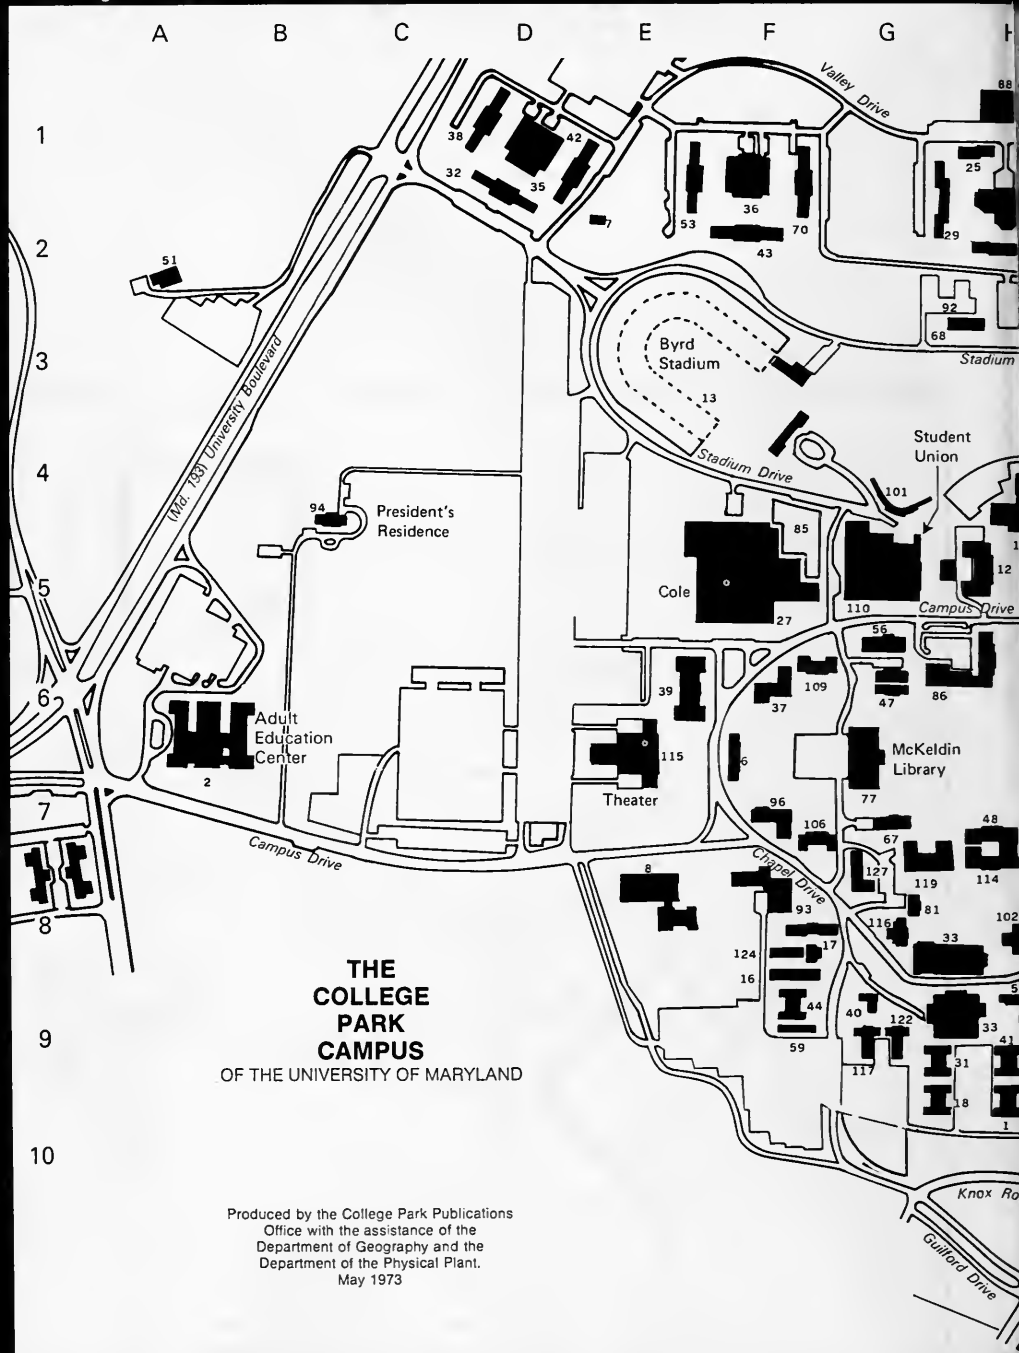 A B C D E F G H
1
2
3
4
5
6
7
8
9
10
Valley Drive
88
38
42
32
35
7
53
36
70
43
25
29
51
92
68
Stadium
(Md. 193) University Boulevard
Byrd
Stadium
13
Stadium Drive
Student
Union
101
94
President's
Residence
85
Cole
27
110
12
Campus Drive
56
109
39
37
47
86
Adult
Education
Center
2
115
Theater
6
McKeldin
Library
77
96
106
67
48
Campus Drive
Chapel Drive
8
127
119
114
93
81
116
102
17
124
33
16
44
40
122
33
59
117
41
31
18
1
THE
COLLEGE
PARK
CAMPUS
OF THE UNIVERSITY OF MARYLAND
Knox Ro
Guilford Drive
Produced by the College Park Publications
Office with the assistance of the
Department of Geography and the
Department of the Physical Plant.
May 1973